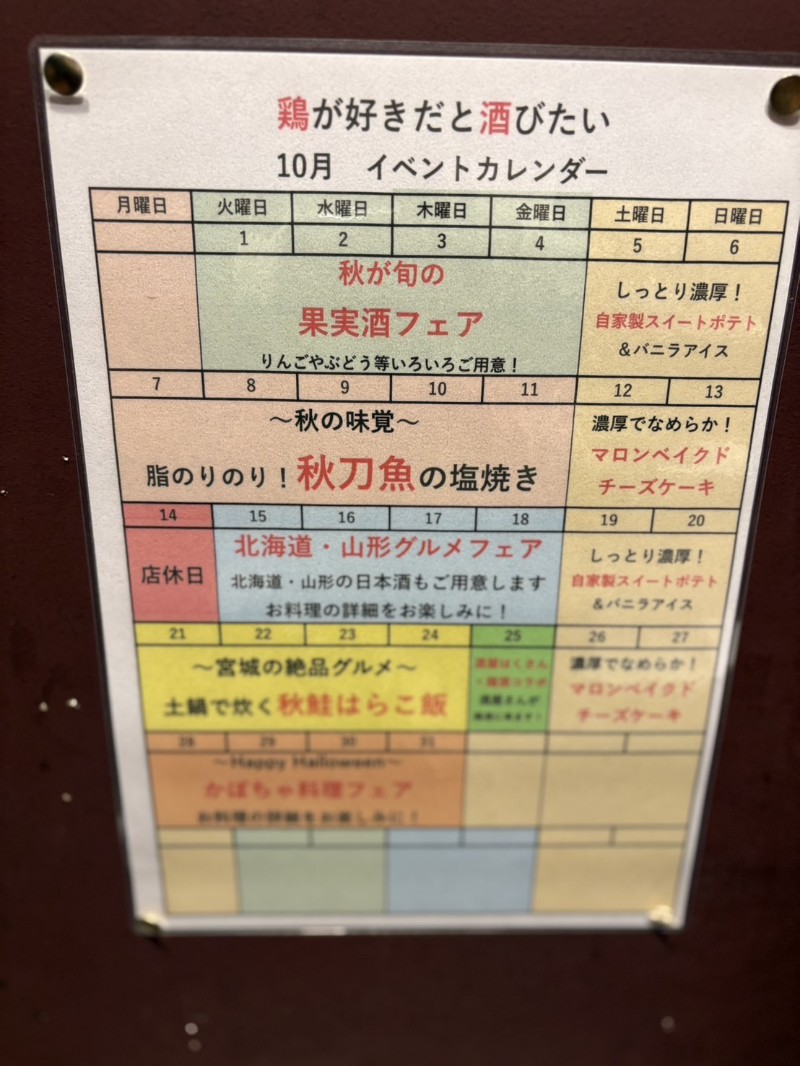 鶏が好きだと酒びたい
10月 イベントカレンダー
月曜日 火曜日 水曜日 木曜日 金曜日 土曜日 日曜日
1 2 3 4 5 6
秋が旬の
果実酒フェア
りんごやぶどう等いろいろご用意！
しっとり濃厚！
自家製スイートポテト
＆バニラアイス
7 8 9 10 11 12 13
～秋の味覚～
脂のりのり！秋刀魚の塩焼き
濃厚でなめらか！
マロンベイクド
チーズケーキ
14 15 16 17 18 19 20
店休日
北海道・山形グルメフェア
北海道・山形の日本酒もご用意します
お料理の詳細をお楽しみに！
しっとり濃厚！
自家製スイートポテト
＆バニラアイス
21 22 23 24 25 26 27
～宮城の絶品グルメ～
土鍋で炊く秋鮭はらこ飯
酒屋さんが
濃厚でなめらか！
マロンベイクド
チーズケーキ
28 29 30 31
～Happy Halloween～
かぼちゃ料理フェア
お料理の詳細をお楽しみに！